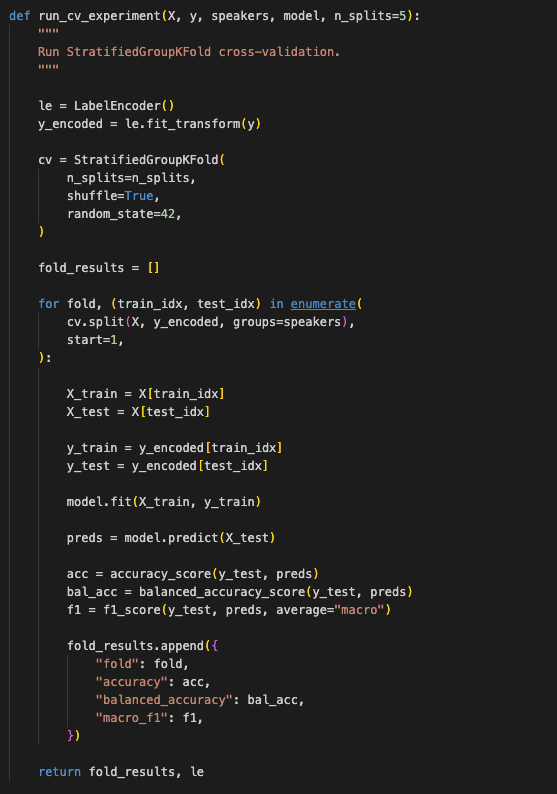 def run_cv_experiment(X, y, speakers, model, n_splits=5):
    """
    Run StratifiedGroupKFold cross-validation.
    """

    le = LabelEncoder()
    y_encoded = le.fit_transform(y)

    cv = StratifiedGroupKFold(
        n_splits=n_splits,
        shuffle=True,
        random_state=42,
    )

    fold_results = []

    for fold, (train_idx, test_idx) in enumerate(
        cv.split(X, y_encoded, groups=speakers),
        start=1,
    ):

        X_train = X[train_idx]
        X_test = X[test_idx]

        y_train = y_encoded[train_idx]
        y_test = y_encoded[test_idx]

        model.fit(X_train, y_train)

        preds = model.predict(X_test)

        acc = accuracy_score(y_test, preds)
        bal_acc = balanced_accuracy_score(y_test, preds)
        f1 = f1_score(y_test, preds, average="macro")

        fold_results.append({
            "fold": fold,
            "accuracy": acc,
            "balanced_accuracy": bal_acc,
            "macro_f1": f1,
        })

    return fold_results, le